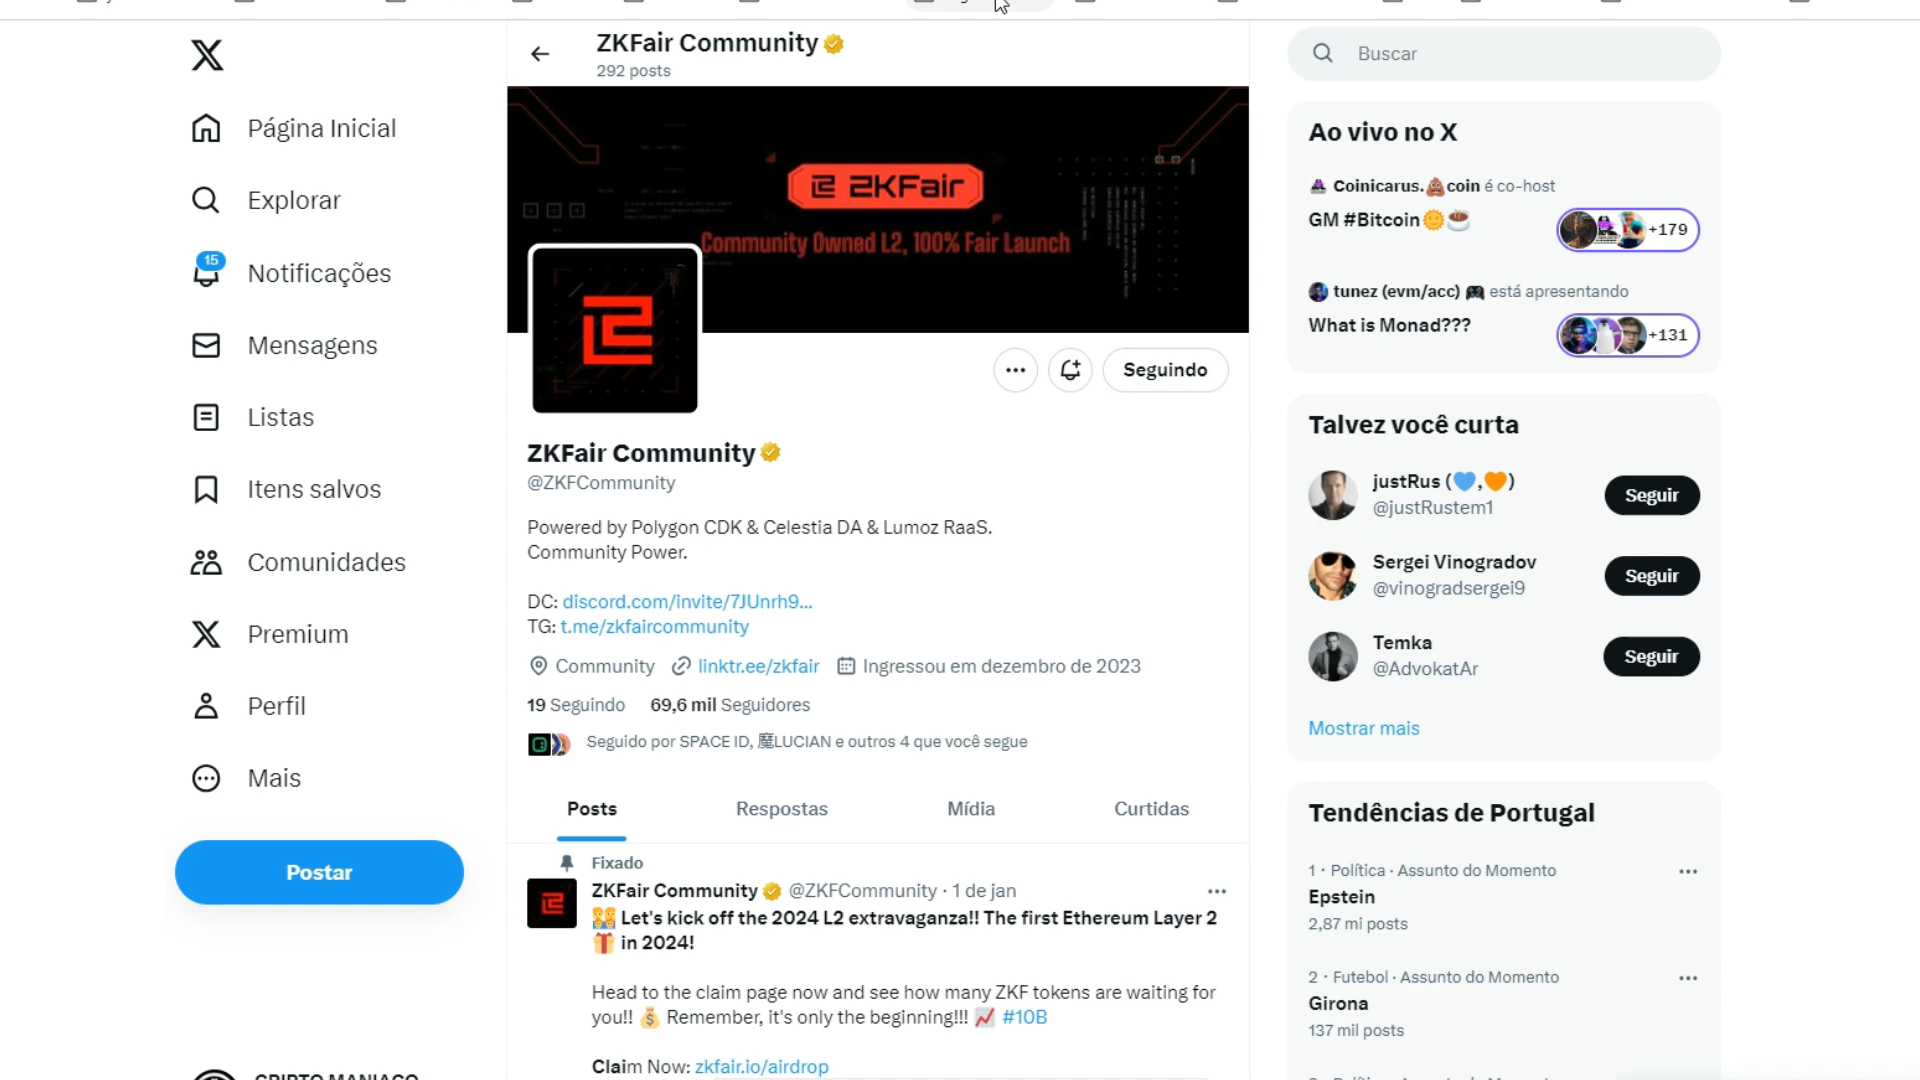 ZKFair Community
292 posts
Buscar
Página Inicial
Explorar
15
Notificações
Mensagens
Listas
Itens salvos
Comunidades
Premium
Perfil
Mais
Postar
CRIPTO MANIACO
ZKFair
Community Owned L2, 100% Fair Launch
Seguindo
ZKFair Community
@ZKFCommunity
Powered by Polygon CDK & Celestia DA & Lumoz RaaS.
Community Power.
DC: discord.com/invite/7JUnrh9...
TG: t.me/zkfaircommunity
Community linktr.ee/zkfair Ingressou em dezembro de 2023
19 Seguindo 69,6 mil Seguidores
Seguido por SPACE ID, 魔LUCIAN e outros 4 que você segue
Posts Respostas Mídia Curtidas
Fixado
ZKFair Community @ZKFCommunity · 1 de jan
Let's kick off the 2024 L2 extravaganza!! The first Ethereum Layer 2
in 2024!
Head to the claim page now and see how many ZKF tokens are waiting for
you!! 💰 Remember, it's only the beginning!!! 📈 #10B
Claim Now: zkfair.io/airdrop
Ao vivo no X
Coinicarus.💩coin é co-host
GM #Bitcoin🌞☕
+179
tunez (evm/acc) 🎮 está apresentando
What is Monad???
+131
Talvez você curta
justRus (💙,🧡)
@justRustem1
Seguir
Sergei Vinogradov
@vinogradsergei9
Seguir
Temka
@AdvokatAr
Seguir
Mostrar mais
Tendências de Portugal
1 · Política · Assunto do Momento
Epstein
2,87 mi posts
2 · Futebol · Assunto do Momento
Girona
137 mil posts